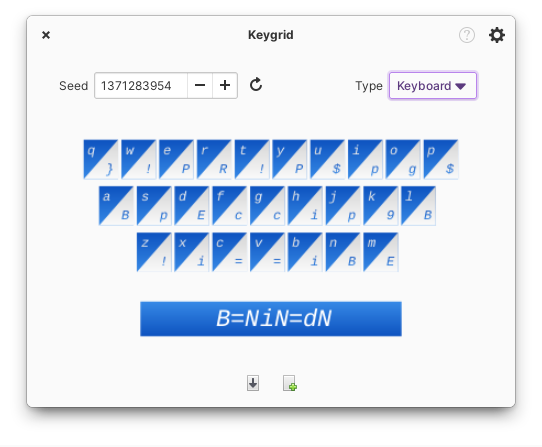 Keygrid
Seed 1371283954 Type Keyboard
q } w ! e P r R t ! y P u $ i p o g p $
a B s p d E f c g c h i j p k 9 l B
z ! x i c = v = b i n B m E
B=NiN=dN